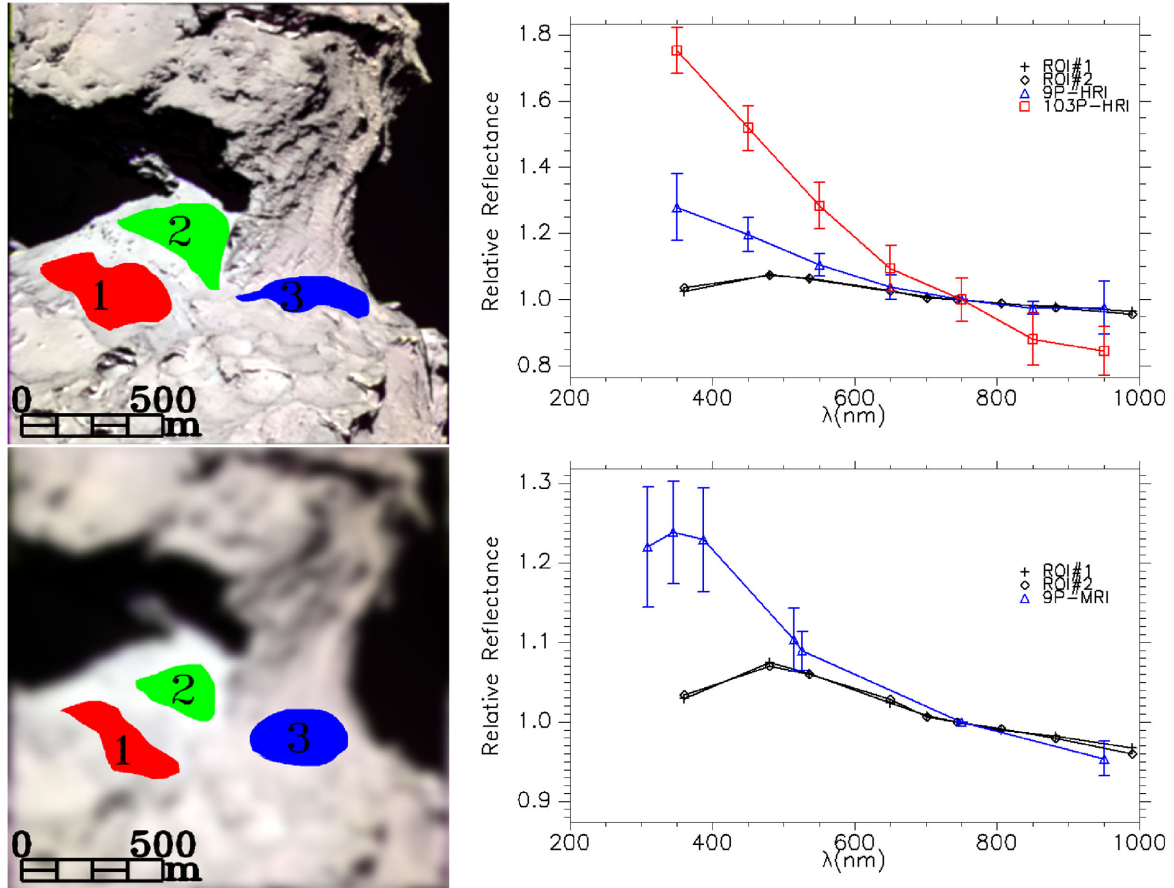 2
1
3
0 500
m
1.8
1.6
1.4
1.2
1.0
0.8
Relative Reflectance
ROI#1
ROI#2
9P-HRI
103P-HRI
200 400 600 800 1000
λ(nm)
2
1
3
0 500
m
1.3
1.2
1.1
1.0
0.9
Relative Reflectance
ROI#1
ROI#2
9P-MRI
200 400 600 800 1000
λ(nm)